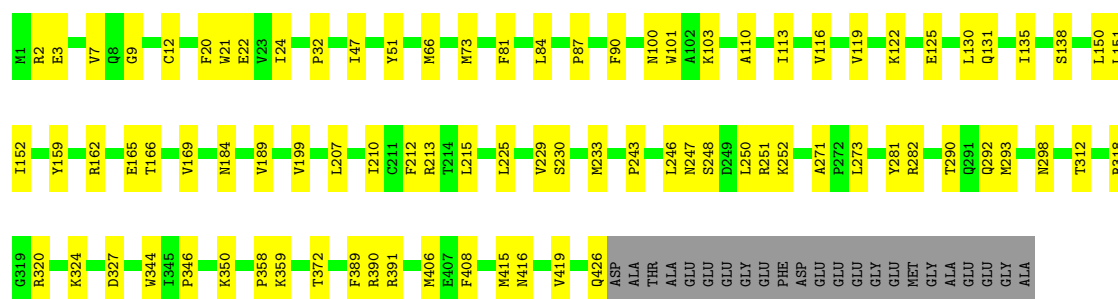 M1 R2 E3 V7 Q8 G9 C12 F20 W21 E22 V23 I24 P32 I47 Y51 M66 M73 F81 L84 P87 F90 N100 W101 A102 K103 A110 I113 V116 V119 K122 E125 L130 Q131 I135 S138 L150 L151
I152 Y159 R162 E165 T166 V169 N184 V189 V199 L207 I210 C211 F212 R213 T214 L215 L225 V229 S230 M233 P243 L246 N247 S248 D249 L250 R251 K252 A271 P272 L273 Y281 R282 T290 Q291 Q292 M293 N298 T312 R318
G319 R320 K324 D327 W344 I345 P346 K350 P358 K359 T372 F389 R390 R391 M406 E407 F408 M415 N416 V419 Q426 ASP ALA THR ALA GLU GLU GLU GLY GLU PHE ASP GLU GLU GLU GLY GLU MET GLY ALA GLU GLU GLY ALA